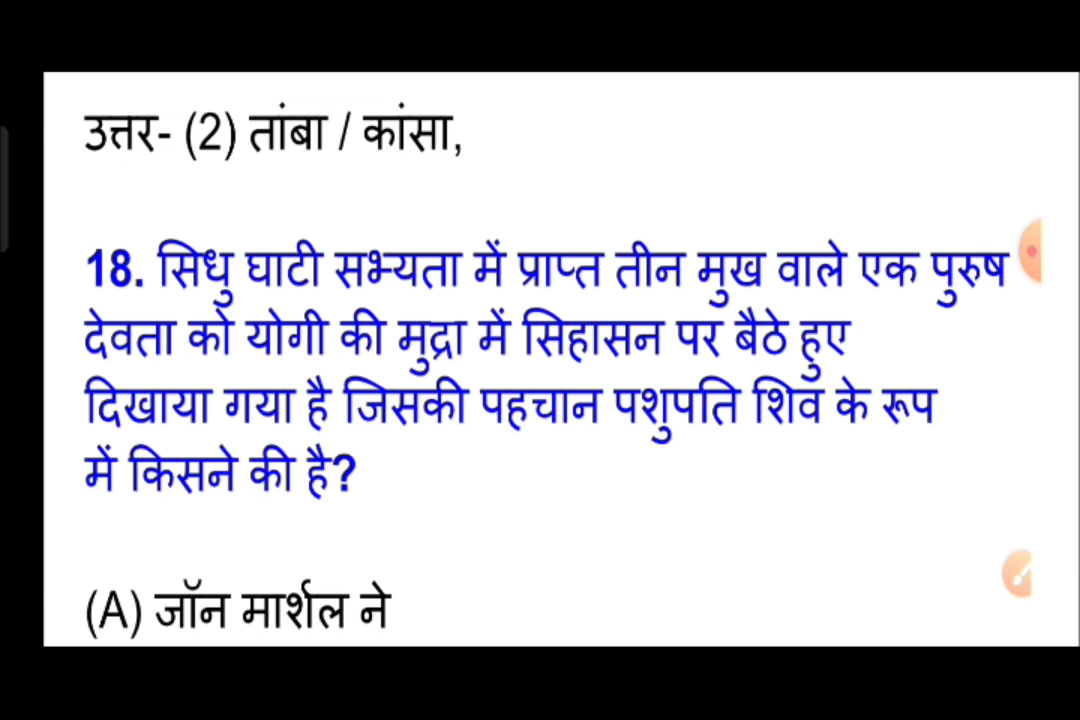 उत्तर- (2) तांबा / कांसा,
18. सिधु घाटी सभ्यता में प्राप्त तीन मुख वाले एक पुरुष
देवता को योगी की मुद्रा में सिहासन पर बैठे हुए
दिखाया गया है जिसकी पहचान पशुपति शिव के रूप
में किसने की है?
(A) जॉन मार्शल ने